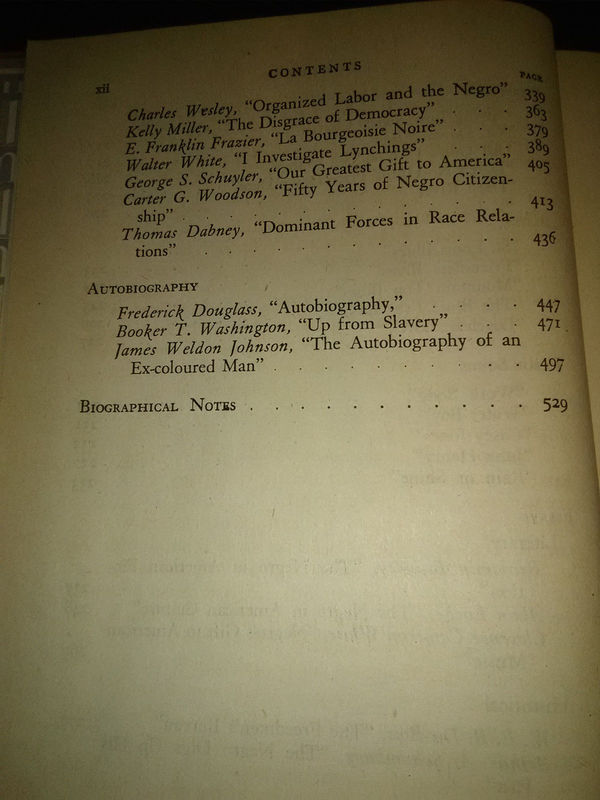 xii CONTENTS
PAGE
Charles Wesley, "Organized Labor and the Negro" 339
Kelly Miller, "The Disgrace of Democracy" . . . 363
E. Franklin Frazier, "La Bourgeoisie Noire" . . . 379
Walter White, "I Investigate Lynchings" . . . 389
George S. Schuyler, "Our Greatest Gift to America" 405
Carter G. Woodson, "Fifty Years of Negro Citizen-
ship" . . . . . . . . . . 413
Thomas Dabney, "Dominant Forces in Race Rela-
tions" . . . . . . . . . . 436
AUTOBIOGRAPHY
Frederick Douglass, "Autobiography," . . . . 447
Booker T. Washington, "Up from Slavery" . . . 471
James Weldon Johnson, "The Autobiography of an
Ex-coloured Man" . . . . . . . . 497
BIOGRAPHICAL NOTES . . . . . . . . . . 529